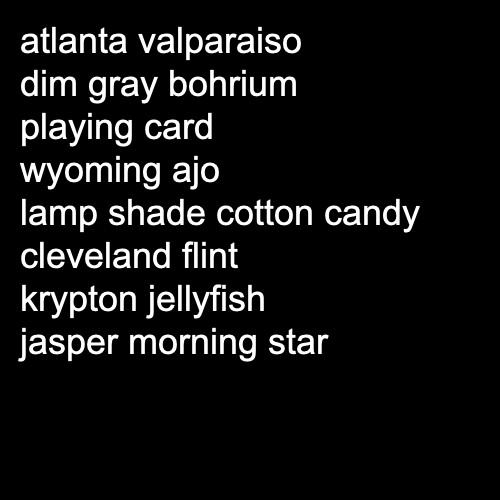 atlanta valparaiso
dim gray bohrium
playing card
wyoming ajo
lamp shade cotton candy
cleveland flint
krypton jellyfish
jasper morning star